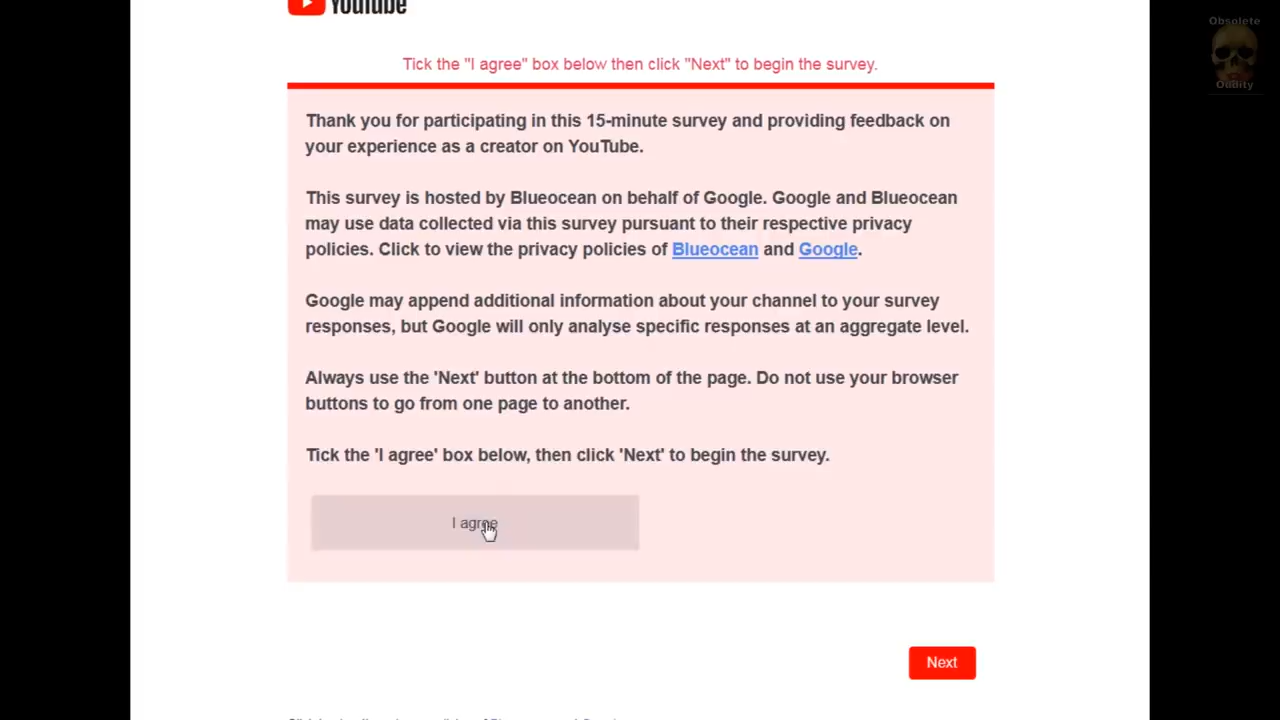 Obsolete
Oddity
YouTube
Tick the "I agree" box below then click "Next" to begin the survey.
Thank you for participating in this 15-minute survey and providing feedback on
your experience as a creator on YouTube.
This survey is hosted by Blueocean on behalf of Google. Google and Blueocean
may use data collected via this survey pursuant to their respective privacy
policies. Click to view the privacy policies of Blueocean and Google.
Google may append additional information about your channel to your survey
responses, but Google will only analyse specific responses at an aggregate level.
Always use the 'Next' button at the bottom of the page. Do not use your browser
buttons to go from one page to another.
Tick the 'I agree' box below, then click 'Next' to begin the survey.
I agree
Next